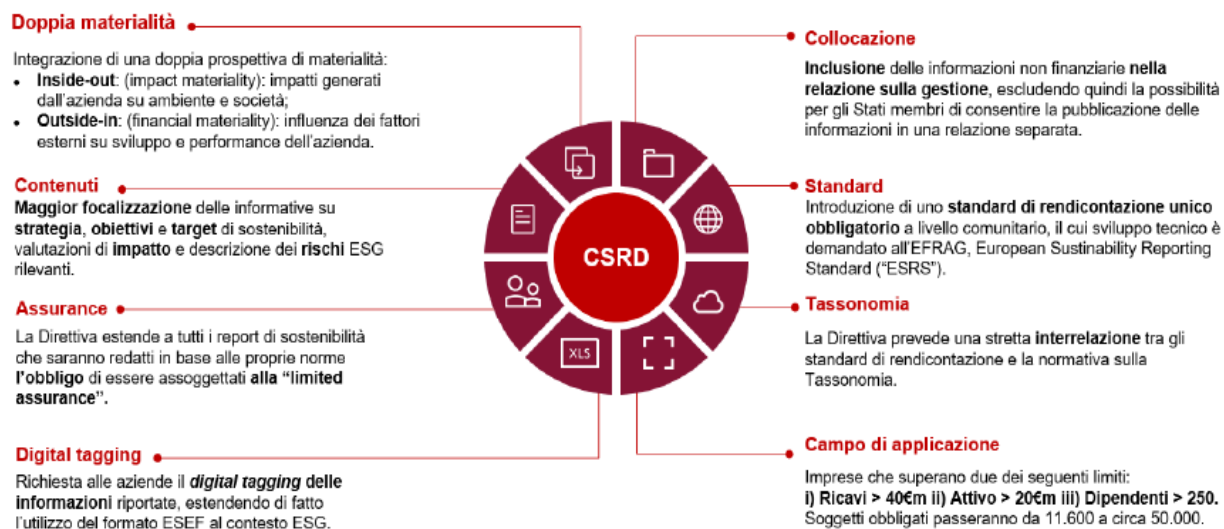 Doppia materialità
Integrazione di una doppia prospettiva di materialità:
• Inside-out: (impact materiality): impatti generati
dall'azienda su ambiente e società;
• Outside-in: (financial materiality): influenza dei fattori
esterni su sviluppo e performance dell'azienda.
Contenuti
Maggior focalizzazione delle informative su
strategia, obiettivi e target di sostenibilità,
valutazioni di impatto e descrizione dei rischi ESG
rilevanti.
Assurance
La Direttiva estende a tutti i report di sostenibilità
che saranno redatti in base alle proprie norme
l'obbligo di essere assoggettati alla "limited
assurance".
Digital tagging
Richiesta alle aziende il digital tagging delle
informazioni riportate, estendendo di fatto
l'utilizzo del formato ESEF al contesto ESG.
CSRD
XLS
Collocazione
Inclusione delle informazioni non finanziarie nella
relazione sulla gestione, escludendo quindi la possibilità
per gli Stati membri di consentire la pubblicazione delle
informazioni in una relazione separata.
Standard
Introduzione di uno standard di rendicontazione unico
obbligatorio a livello comunitario, il cui sviluppo tecnico è
demandato all'EFRAG, European Sustinability Reporting
Standard ("ESRS").
Tassonomia
La Direttiva prevede una stretta interrelazione tra gli
standard di rendicontazione e la normativa sulla
Tassonomia.
Campo di applicazione
Imprese che superano due dei seguenti limiti:
i) Ricavi > 40€m ii) Attivo > 20€m iii) Dipendenti > 250.
Soggetti obbligati passeranno da 11.600 a circa 50.000.